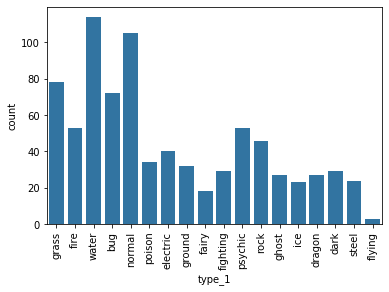 100
80
60
40
20
0
count
grass
fire
water
bug
normal
poison
electric
ground
fairy
fighting
psychic
rock
ghost
ice
dragon
dark
steel
flying
type_1